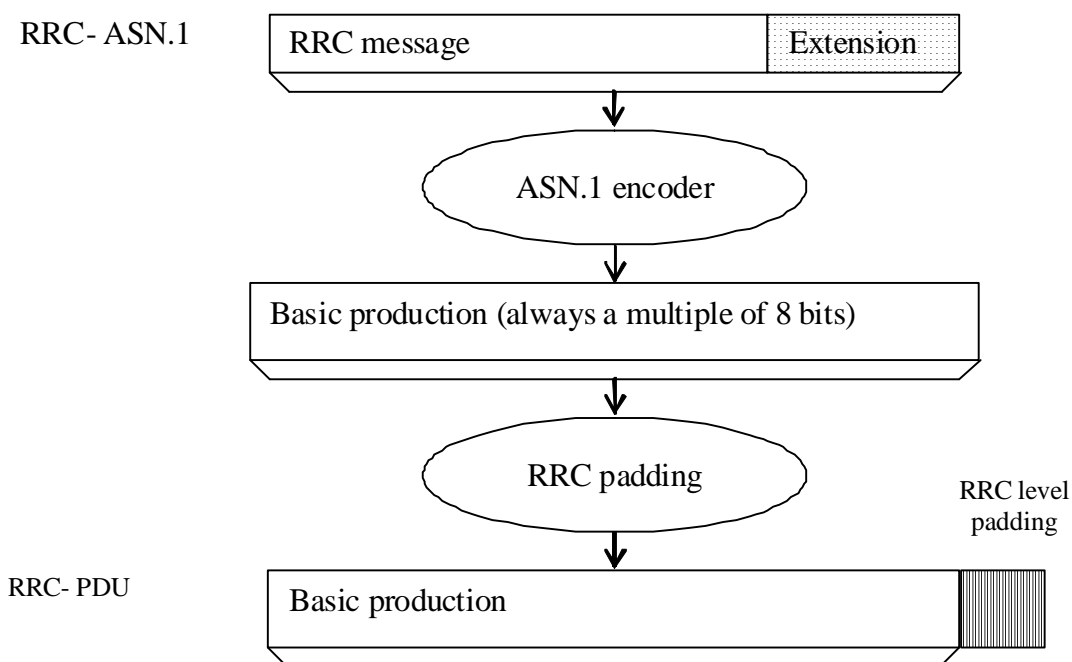 RRC- ASN.1
RRC message
Extension
ASN.1 encoder
Basic production (always a multiple of 8 bits)
RRC padding
RRC level
padding
RRC- PDU
Basic production